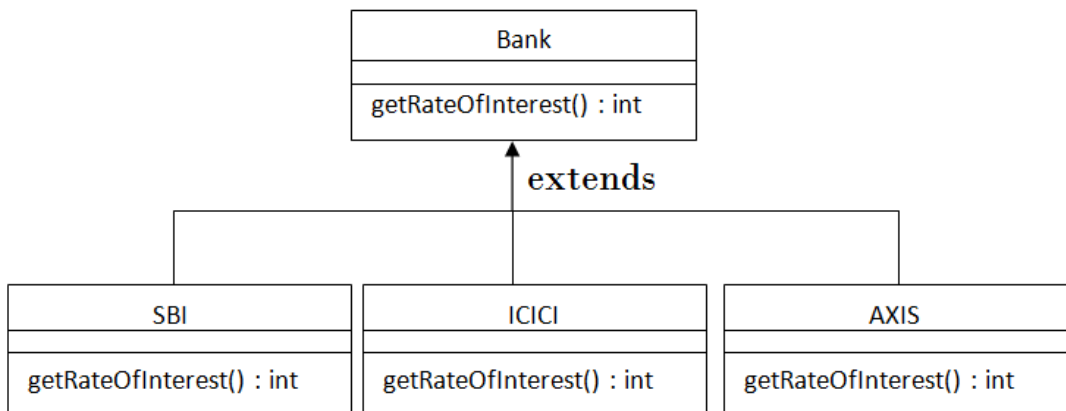 Bank
getRateOfInterest() : int
extends
SBI
ICICI
AXIS
getRateOfInterest() : int
getRateOfInterest() : int
getRateOfInterest() : int